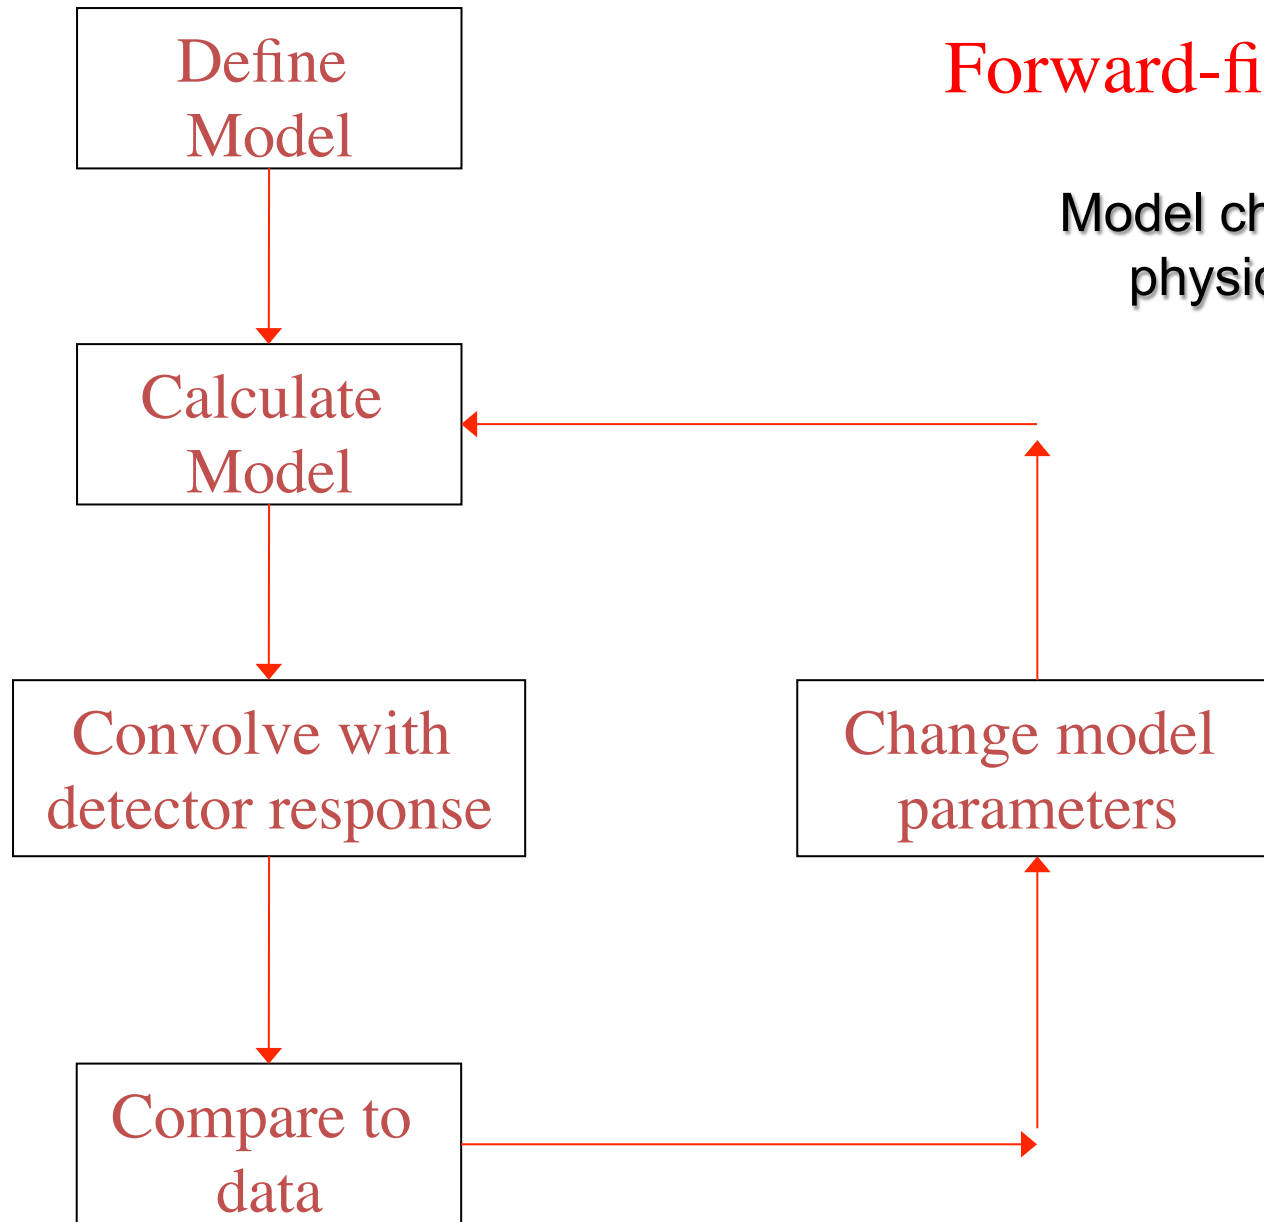 Define
Model
Forward-fi
Model ch
physic
Calculate
Model
Convolve with
detector response
Change model
parameters
Compare to
data